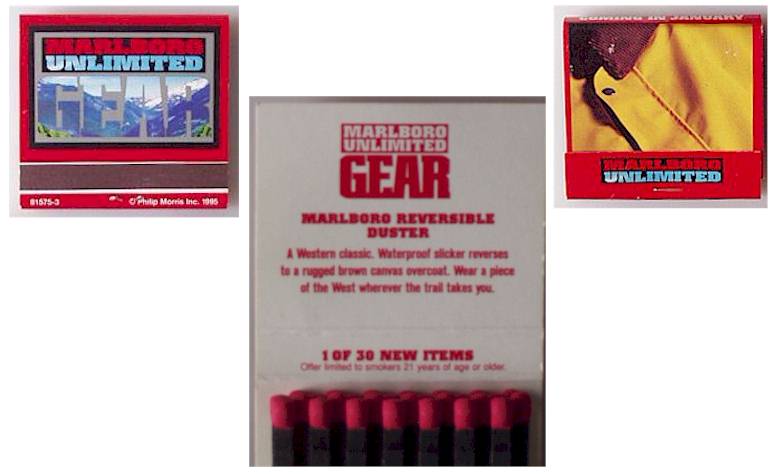 MARLBORO
UNLIMITED
GEAR
81575-3
© Philip Morris Inc. 1995
MARLBORO
UNLIMITED
GEAR
MARLBORO REVERSIBLE
DUSTER
A Western classic. Waterproof slicker reverses
to a rugged brown canvas overcoat. Wear a piece
of the West wherever the trail takes you.
1 OF 30 NEW ITEMS
Offer limited to smokers 21 years of age or older.
COMING IN JANUARY
MARLBORO
UNLIMITED